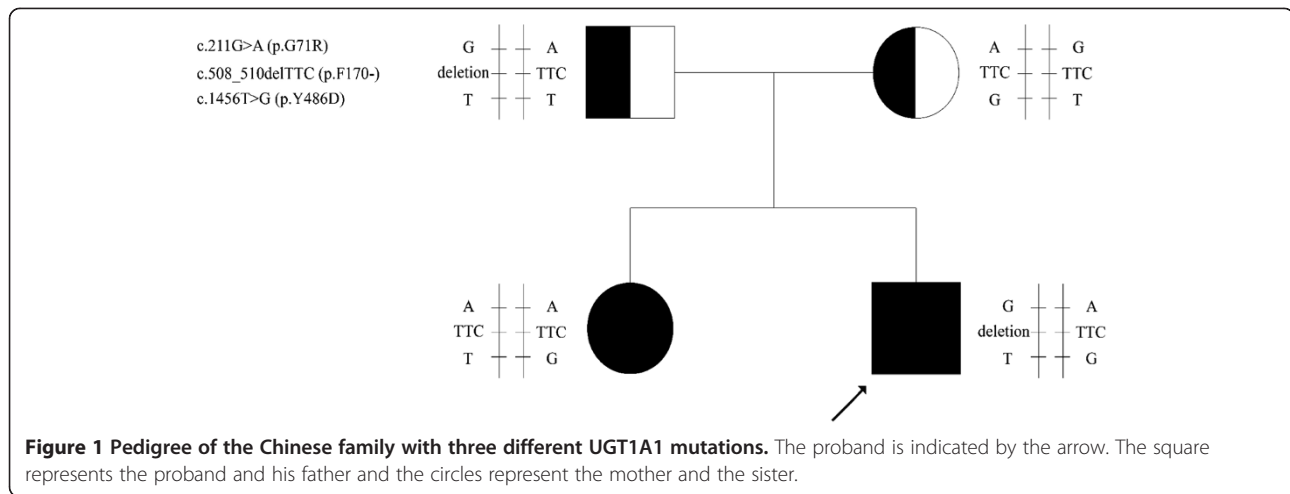 c.211G>A (p.G71R) G A A G
c.508_510delTTC (p.F170-) deletion TTC TTC TTC
c.1456T>G (p.Y486D) T T G T
A A G A
TTC TTC deletion TTC
T G T G
Figure 1 Pedigree of the Chinese family with three different UGT1A1 mutations. The proband is indicated by the arrow. The square
represents the proband and his father and the circles represent the mother and the sister.